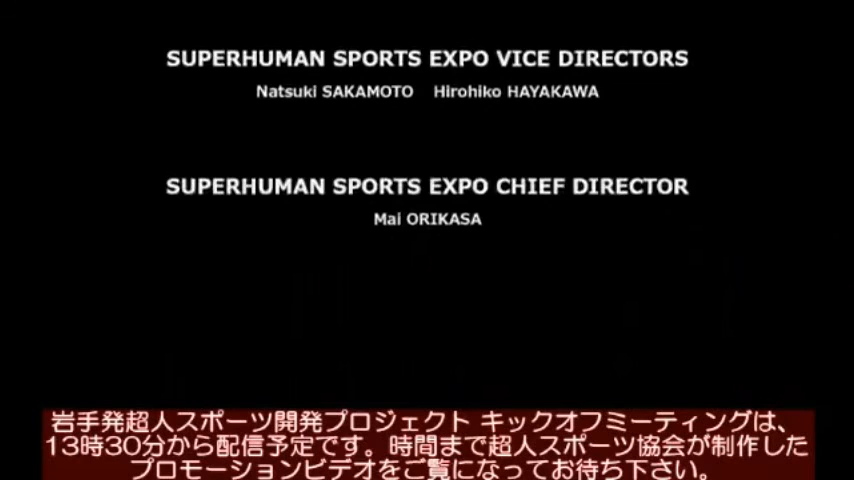 SUPERHUMAN SPORTS EXPO VICE DIRECTORS
Natsuki SAKAMOTO Hirohiko HAYAKAWA
SUPERHUMAN SPORTS EXPO CHIEF DIRECTOR
Mai ORIKASA
岩手発超人スポーツ開発プロジェクト キックオフミーティングは、
13時30分から配信予定です。時間まで超人スポーツ協会が制作した
プロモーションビデオをご覧になってお待ち下さい。